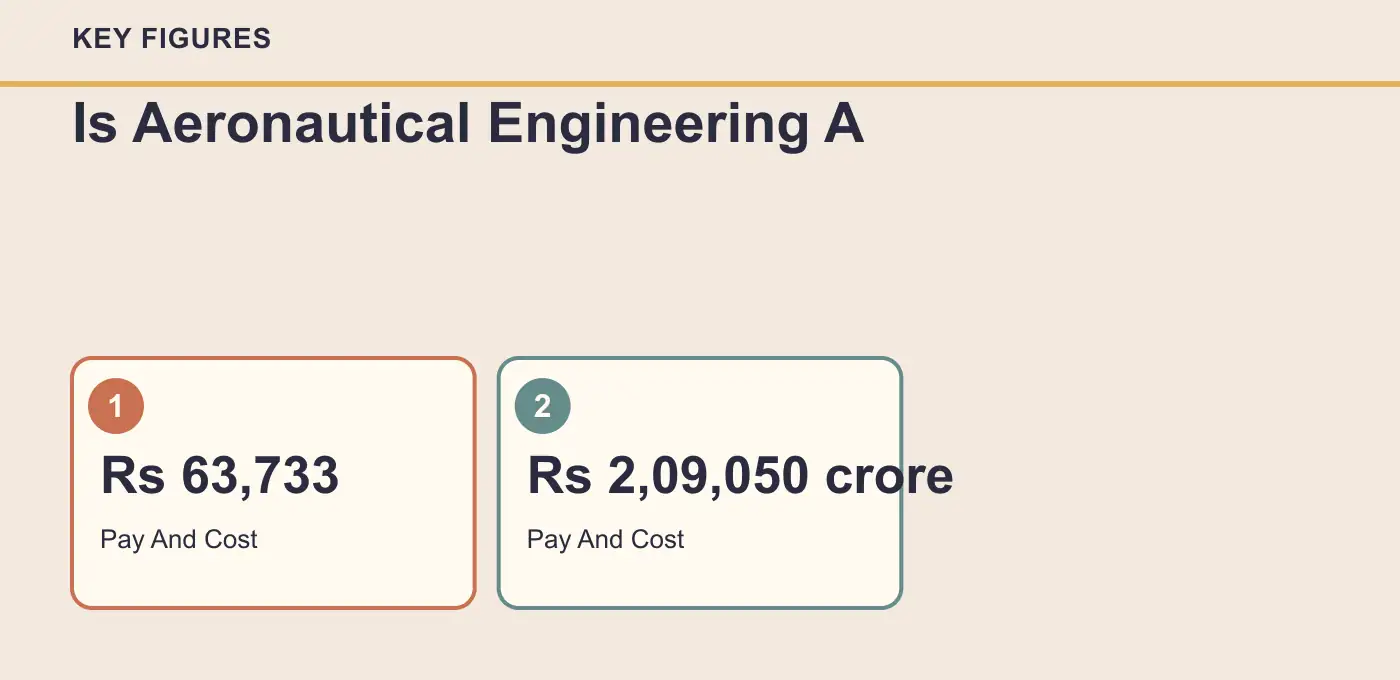 KEY FIGURES
Is Aeronautical Engineering A
1
Rs 63,733
Pay And Cost
2
Rs 2,09,050 crore
Pay And Cost